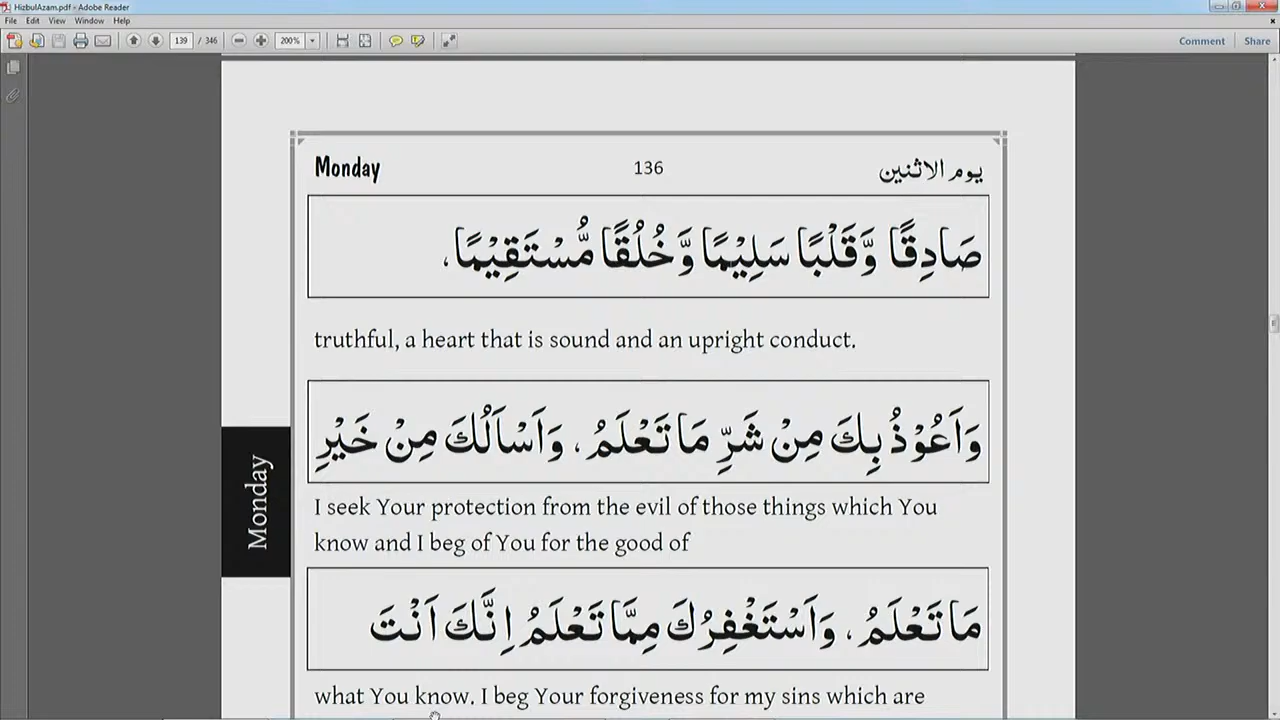 HizbulAzam.pdf - Adobe Reader
File Edit View Window Help
139 / 346 200% Comment Share
Monday 136 يوم الاثنين
صَادِقًا وَّقَلْبًا سَلِيْمًا وَّخُلُقًا مُّسْتَقِيْمًا،
truthful, a heart that is sound and an upright conduct.
وَاَعُوْذُ بِكَ مِنْ شَرِّ مَا تَعْلَمُ، وَاَسْاَلُكَ مِنْ خَيْرِ
I seek Your protection from the evil of those things which You
know and I beg of You for the good of
Monday
مَا تَعْلَمُ، وَاَسْتَغْفِرُكَ مِمَّا تَعْلَمُ اِنَّكَ اَنْتَ
what You know. I beg Your forgiveness for my sins which are